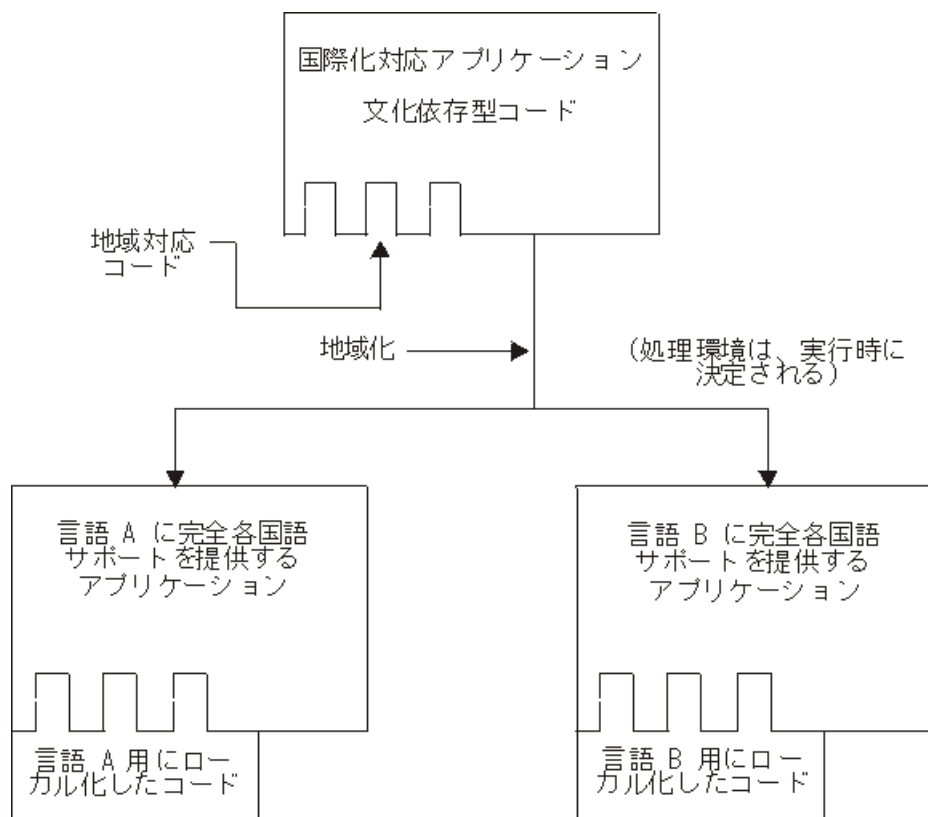 国際化対応アプリケーション
文化依存型コード
地域対応
コード
地域化
(処理環境は、実行時に
決定される)
言語 A に完全各国語
サポートを提供する
アプリケーション
言語 B に完全各国語
サポートを提供する
アプリケーション
言語 A 用にロー
カル化したコード
言語 B 用にロー
カル化したコード